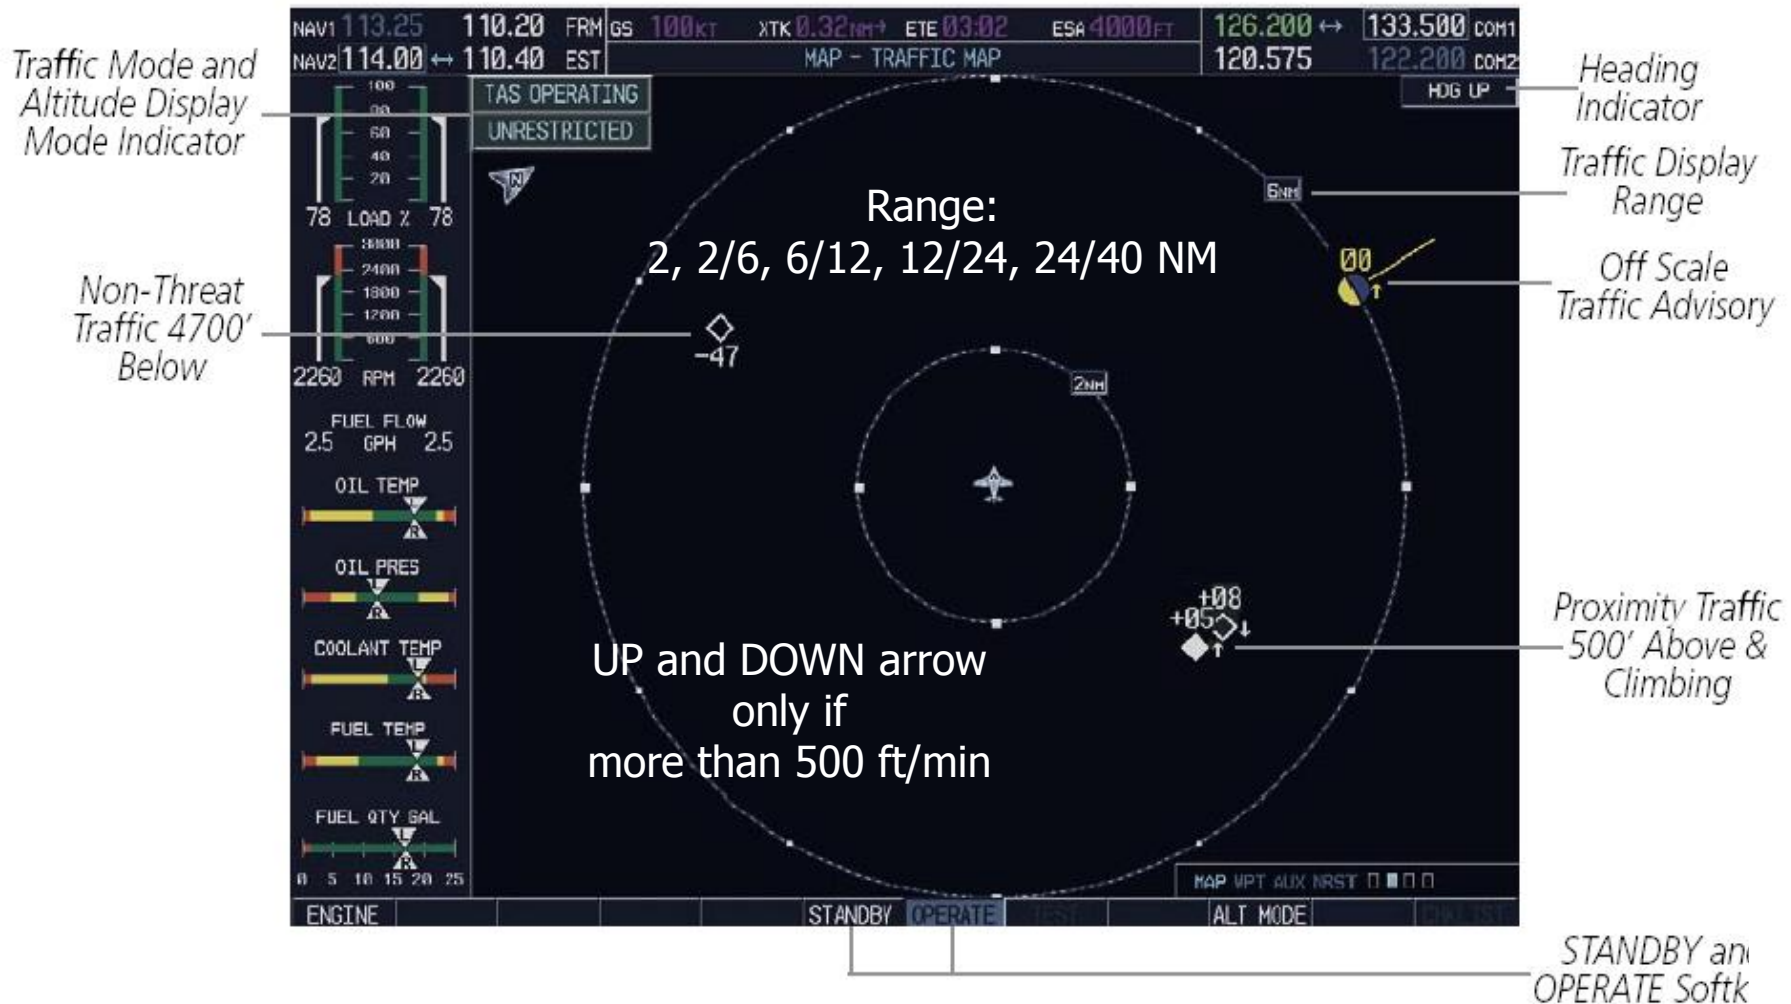 NAV1 113.25 110.20 FRM
NAV2 114.00 ↔ 110.40 EST
GS 100KT XTK 0.32NM→ ETE 03:02 ESA 4000FT
MAP - TRAFFIC MAP
126.200 ↔ 133.500 COM1
120.575 122.200 COM2
Traffic Mode and
Altitude Display
Mode Indicator
TAS OPERATING
UNRESTRICTED
HDG UP
Heading
Indicator
N
Traffic Display
Range
6NM
Range:
2, 2/6, 6/12, 12/24, 24/40 NM
00
Off Scale
Traffic Advisory
Non-Threat
Traffic 4700'
Below
-47
2NM
100
80
60
40
20
78 LOAD % 78
3000
2400
1800
1200
600
2260 RPM 2260
FUEL FLOW
2.5 GPH 2.5
OIL TEMP
L
R
OIL PRES
L
R
COOLANT TEMP
L
R
FUEL TEMP
L
R
FUEL QTY GAL
L
R
0 5 10 15 20 25
+08
+05
Proximity Traffic
500' Above &
Climbing
UP and DOWN arrow
only if
more than 500 ft/min
MAP WPT AUX NRST
ENGINE STANDBY OPERATE TEST ALT MODE
STANDBY an
OPERATE Softk